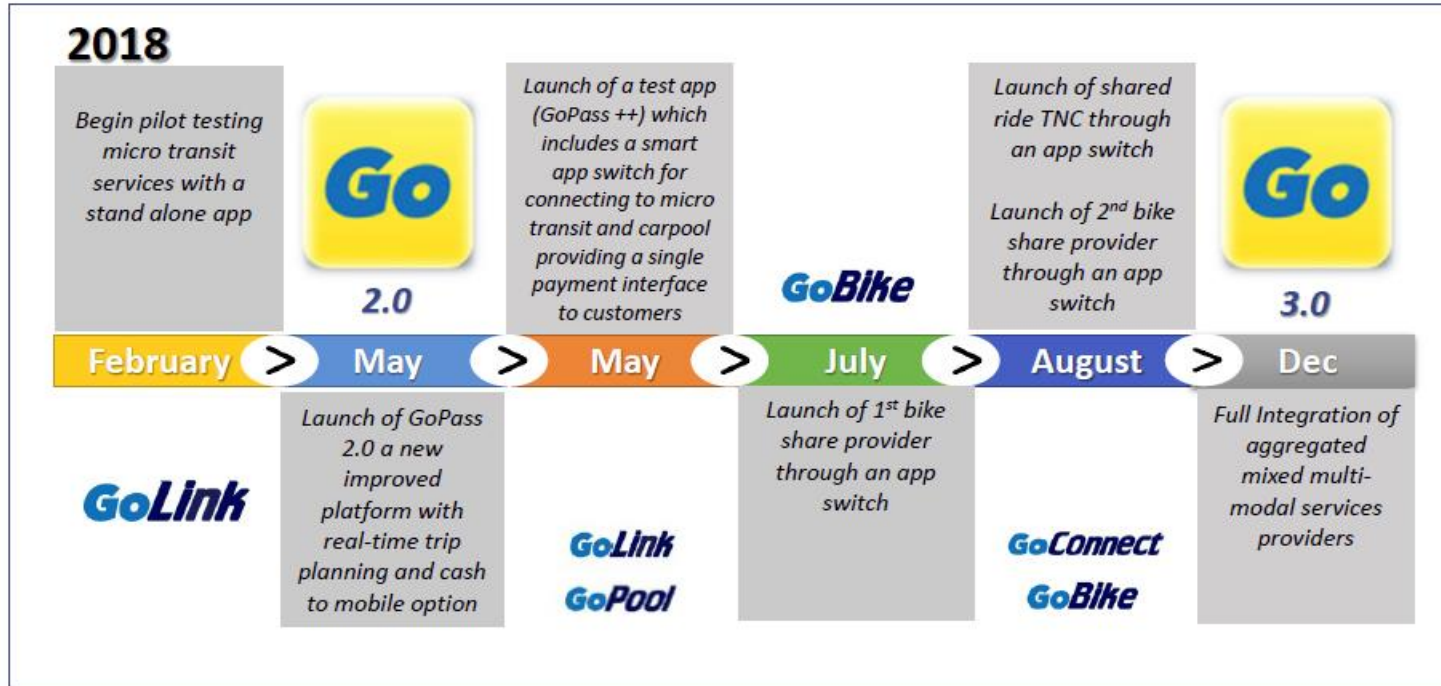 2018
Begin pilot testing
micro transit
services with a
stand alone app
Go
2.0
Launch of a test app
(GoPass ++) which
includes a smart
app switch for
connecting to micro
transit and carpool
providing a single
payment interface
to customers
GoBike
Launch of shared
ride TNC through
an app switch
Launch of 2nd bike
share provider
through an app
switch
Go
3.0
February > May > May > July > August > Dec
GoLink
Launch of GoPass
2.0 a new
improved
platform with
real-time trip
planning and cash
to mobile option
GoLink
GoPool
Launch of 1st bike
share provider
through an app
switch
GoConnect
GoBike
Full Integration of
aggregated
mixed multi-
modal services
providers